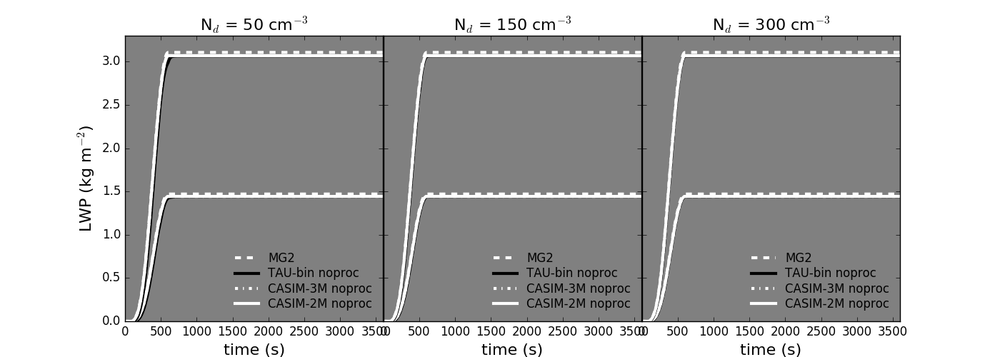 N_d = 50 cm⁻³ N_d = 150 cm⁻³ N_d = 300 cm⁻³
3.0
2.5
2.0
1.5
1.0
0.5
0.0
LWP (kg m⁻²)
MG2
TAU-bin noproc
CASIM-3M noproc
CASIM-2M noproc
MG2
TAU-bin noproc
CASIM-3M noproc
CASIM-2M noproc
MG2
TAU-bin noproc
CASIM-3M noproc
CASIM-2M noproc
0 500 1000 1500 2000 2500 3000 3500
0 500 1000 1500 2000 2500 3000 3500
0 500 1000 1500 2000 2500 3000 3500
time (s) time (s) time (s)